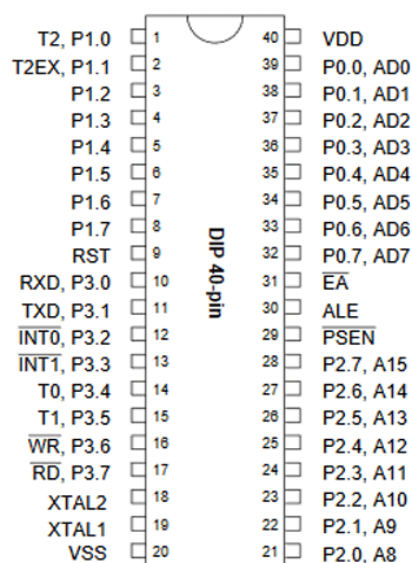 T2, P1.0 1 40 VDD
T2EX, P1.1 2 39 P0.0, AD0
P1.2 3 38 P0.1, AD1
P1.3 4 37 P0.2, AD2
P1.4 5 36 P0.3, AD3
P1.5 6 35 P0.4, AD4
P1.6 7 34 P0.5, AD5
P1.7 8 33 P0.6, AD6
RST 9 32 P0.7, AD7
RXD, P3.0 10 31 E̅A̅
TXD, P3.1 11 30 ALE
I̅N̅T̅0̅, P3.2 12 29 P̅S̅E̅N̅
I̅N̅T̅1̅, P3.3 13 28 P2.7, A15
T0, P3.4 14 27 P2.6, A14
T1, P3.5 15 26 P2.5, A13
W̅R̅, P3.6 16 25 P2.4, A12
R̅D̅, P3.7 17 24 P2.3, A11
XTAL2 18 23 P2.2, A10
XTAL1 19 22 P2.1, A9
VSS 20 21 P2.0, A8
DIP 40-pin